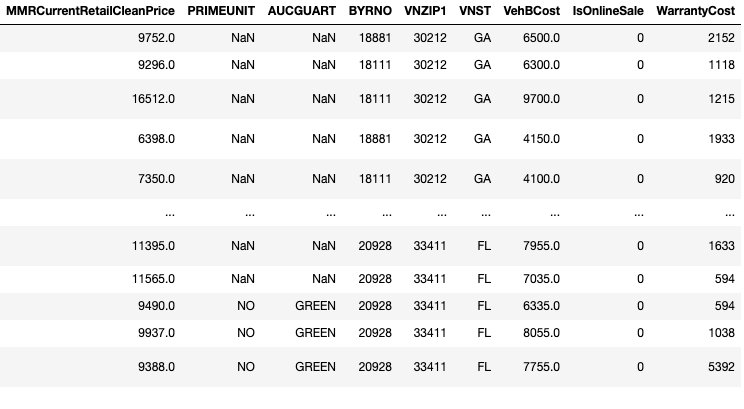 MMRCurrentRetailCleanPrice PRIMEUNIT AUCGUART BYRNO VNZIP1 VNST VehBCost IsOnlineSale WarrantyCost
9752.0 NaN NaN 18881 30212 GA 6500.0 0 2152
9296.0 NaN NaN 18111 30212 GA 6300.0 0 1118
16512.0 NaN NaN 18111 30212 GA 9700.0 0 1215
6398.0 NaN NaN 18881 30212 GA 4150.0 0 1933
7350.0 NaN NaN 18111 30212 GA 4100.0 0 920
... ... ... ... ... ... ... ... ...
11395.0 NaN NaN 20928 33411 FL 7955.0 0 1633
11565.0 NaN NaN 20928 33411 FL 7035.0 0 594
9490.0 NO GREEN 20928 33411 FL 6335.0 0 594
9937.0 NO GREEN 20928 33411 FL 8055.0 0 1038
9388.0 NO GREEN 20928 33411 FL 7755.0 0 5392